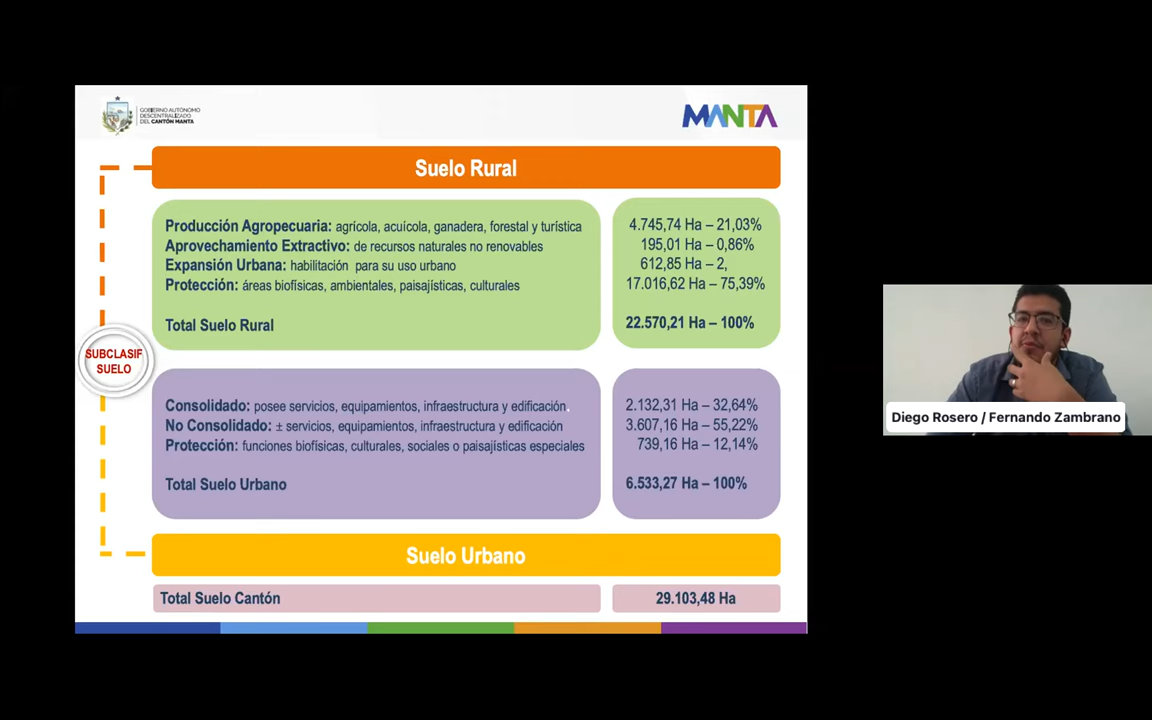 GOBIERNO AUTÓNOMO
DESCENTRALIZADO
DEL CANTÓN MANTA
MANTA
Suelo Rural
Producción Agropecuaria: agrícola, acuícola, ganadera, forestal y turística
4.745,74 Ha – 21,03%
Aprovechamiento Extractivo: de recursos naturales no renovables
195,01 Ha – 0,86%
Expansión Urbana: habilitación para su uso urbano
612,85 Ha – 2,
Protección: áreas biofísicas, ambientales, paisajísticas, culturales
17.016,62 Ha – 75,39%
Total Suelo Rural
22.570,21 Ha – 100%
SUBCLASIF
SUELO
Consolidado: posee servicios, equipamientos, infraestructura y edificación.
2.132,31 Ha – 32,64%
No Consolidado: ± servicios, equipamientos, infraestructura y edificación
3.607,16 Ha – 55,22%
Protección: funciones biofísicas, culturales, sociales o paisajísticas especiales
739,16 Ha – 12,14%
Total Suelo Urbano
6.533,27 Ha – 100%
Suelo Urbano
Total Suelo Cantón
29.103,48 Ha
Diego Rosero / Fernando Zambrano